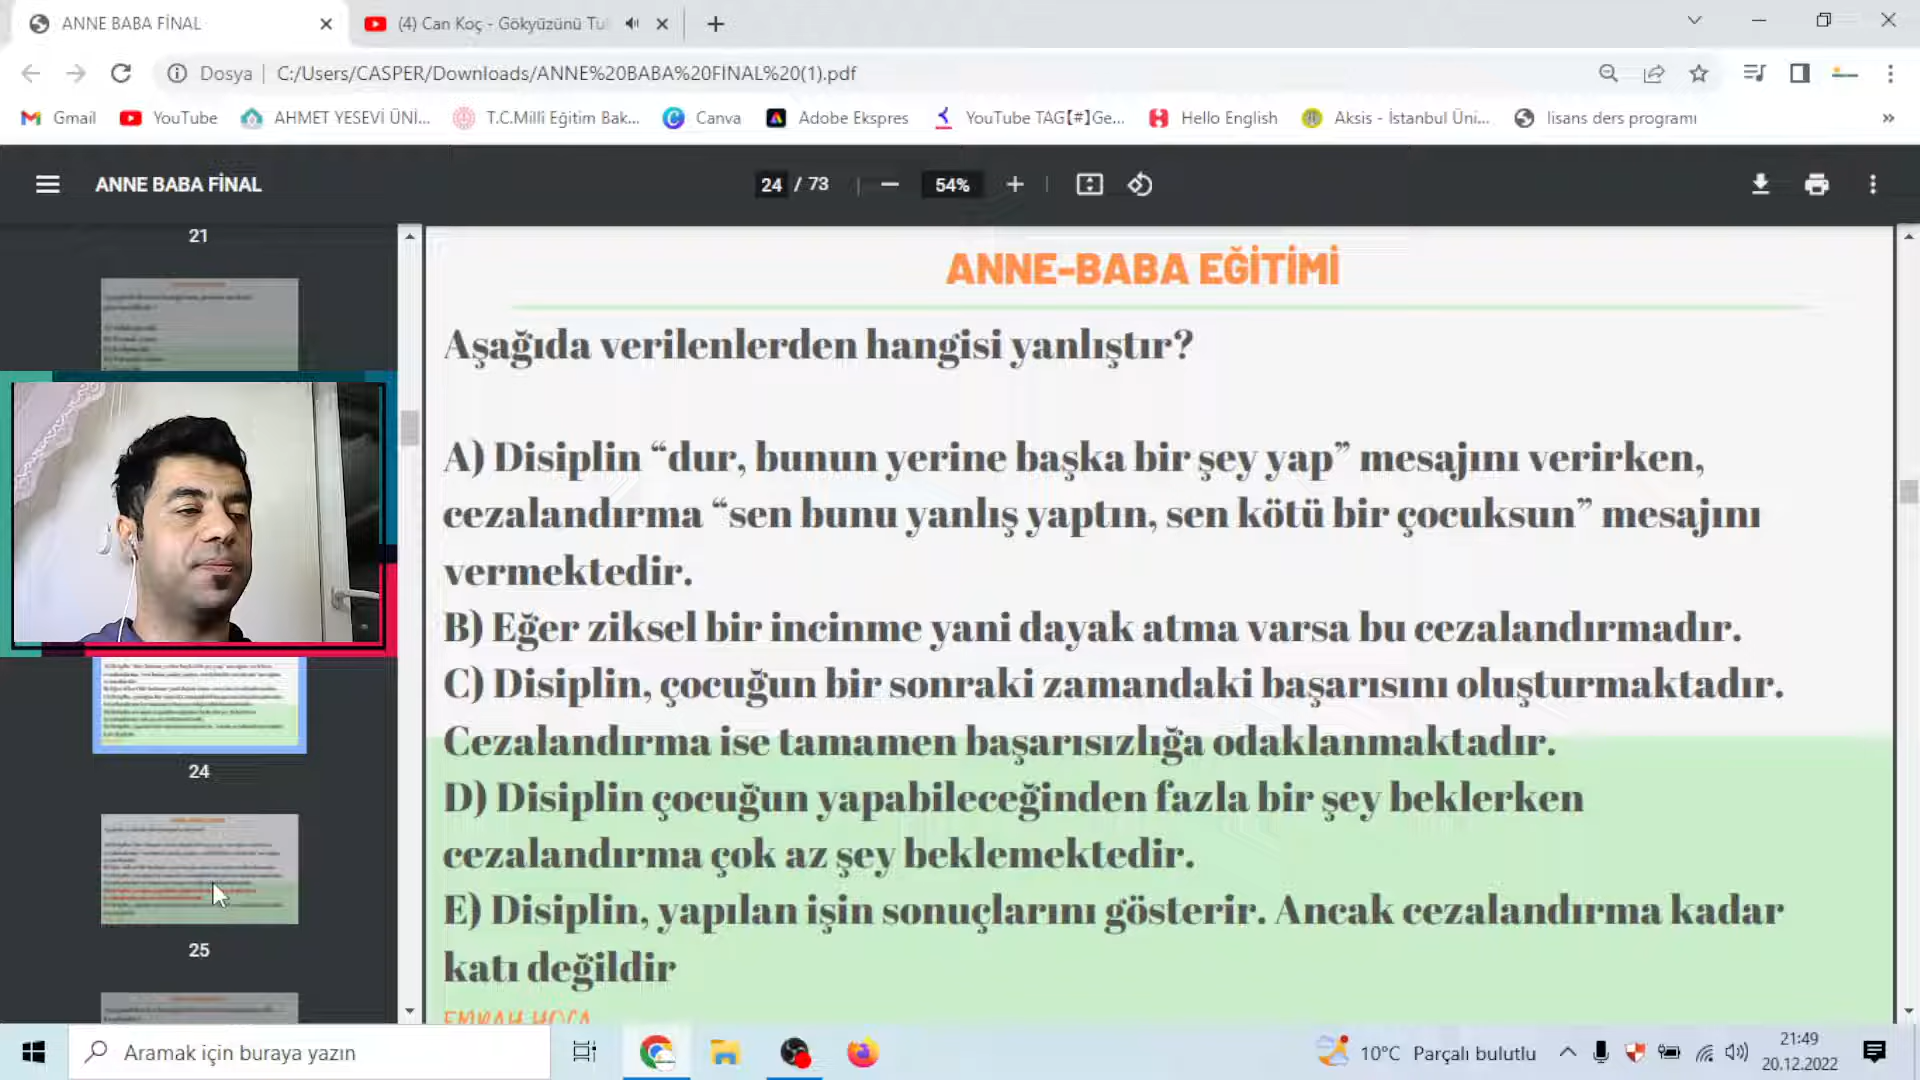 ANNE BABA FİNAL
(4) Can Koç - Gökyüzünü Tu
Dosya | C:/Users/CASPER/Downloads/ANNE%20BABA%20FİNAL%20(1).pdf
Gmail YouTube AHMET YESEVİ ÜNİ... T.C.Millî Eğitim Bak... Canva Adobe Ekspres YouTube TAG【#】Ge... Hello English Aksis - İstanbul Üni... lisans ders programı »
ANNE BABA FİNAL
24 / 73
54%
21
24
25
ANNE-BABA EĞİTİMİ
Aşağıda verilenlerden hangisi yanlıştır?
A) Disiplin “dur, bunun yerine başka bir şey yap” mesajını verirken,
cezalandırma “sen bunu yanlış yaptın, sen kötü bir çocuksun” mesajını
vermektedir.
B) Eğer ziksel bir incinme yani dayak atma varsa bu cezalandırmadır.
C) Disiplin, çocuğun bir sonraki zamandaki başarısını oluşturmaktadır.
Cezalandırma ise tamamen başarısızlığa odaklanmaktadır.
D) Disiplin çocuğun yapabileceğinden fazla bir şey beklerken
cezalandırma çok az şey beklemektedir.
E) Disiplin, yapılan işin sonuçlarını gösterir. Ancak cezalandırma kadar
katı değildir
EMRAH HOCA
Aramak için buraya yazın
10°C Parçalı bulutlu
21:49
20.12.2022